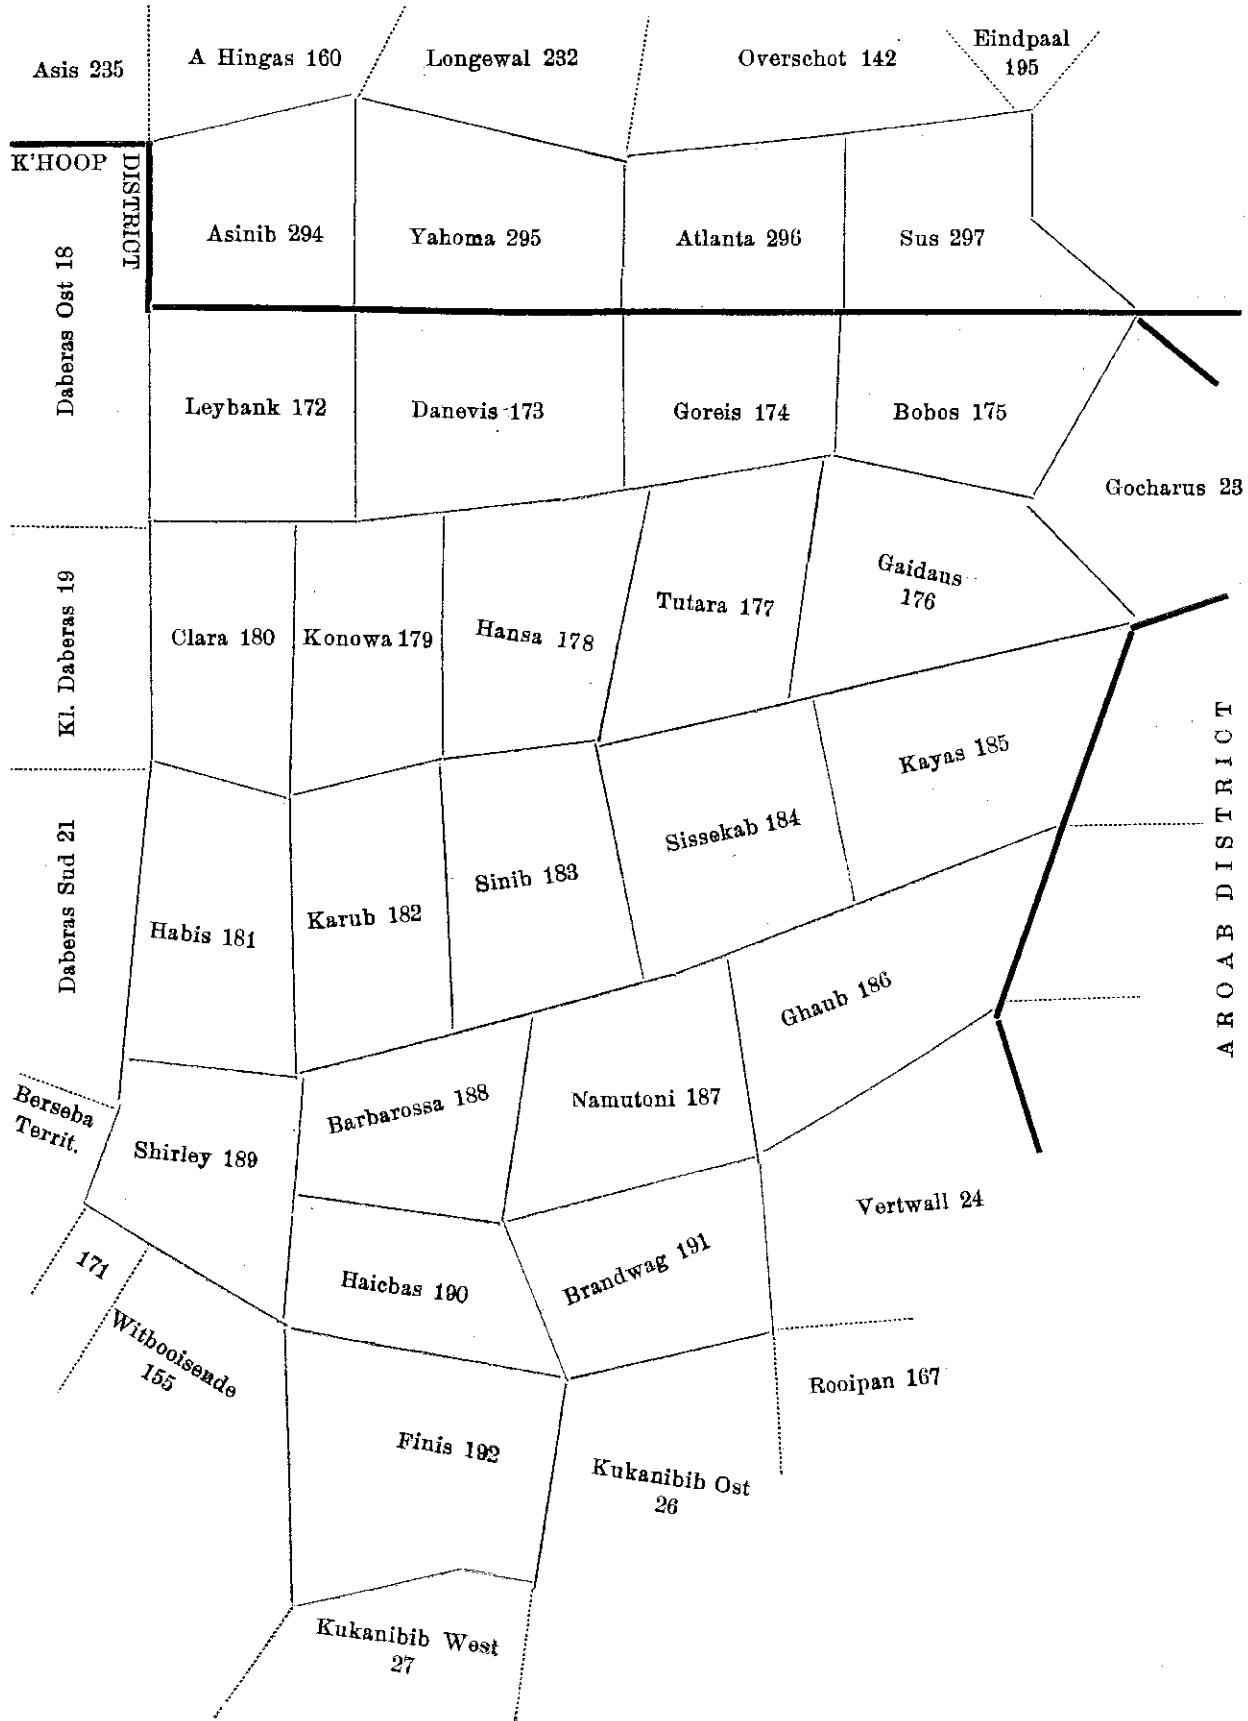 Asis 235
A Hingas 160
Longewal 232
Overschot 142
Eindpaal
195
K'HOOP
DISTRICT
Daberas Ost 18
Asinib 294
Yahoma 295
Atlanta 296
Sus 297
Leybank 172
Danevis 173
Goreis 174
Bobos 175
Gocharus 23
Kl. Daberas 19
Clara 180
Konowa 179
Hansa 178
Tutara 177
Gaidaus
176
Daberas Sud 21
Habis 181
Karub 182
Sinib 183
Sissekab 184
Kayas 185
AROAB DISTRICT
Berseba
Territ.
Shirley 189
Barbarossa 188
Namutoni 187
Ghaub 186
171
Witbooisende
155
Haicbas 190
Brandwag 191
Vertwall 24
Rooipan 167
Finis 192
Kukanibib Ost
26
Kukanibib West
27